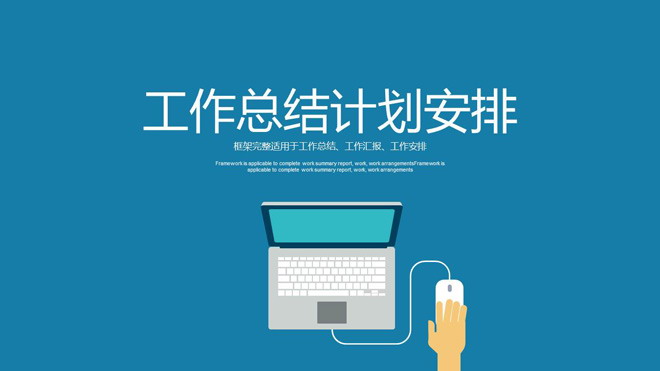 工作总结计划安排
框架完整适用于工作总结、工作汇报、工作安排
Framework is applicable to complete work summary report, work, work arrangementsFramework is
applicable to complete work summary report, work, work arrangements